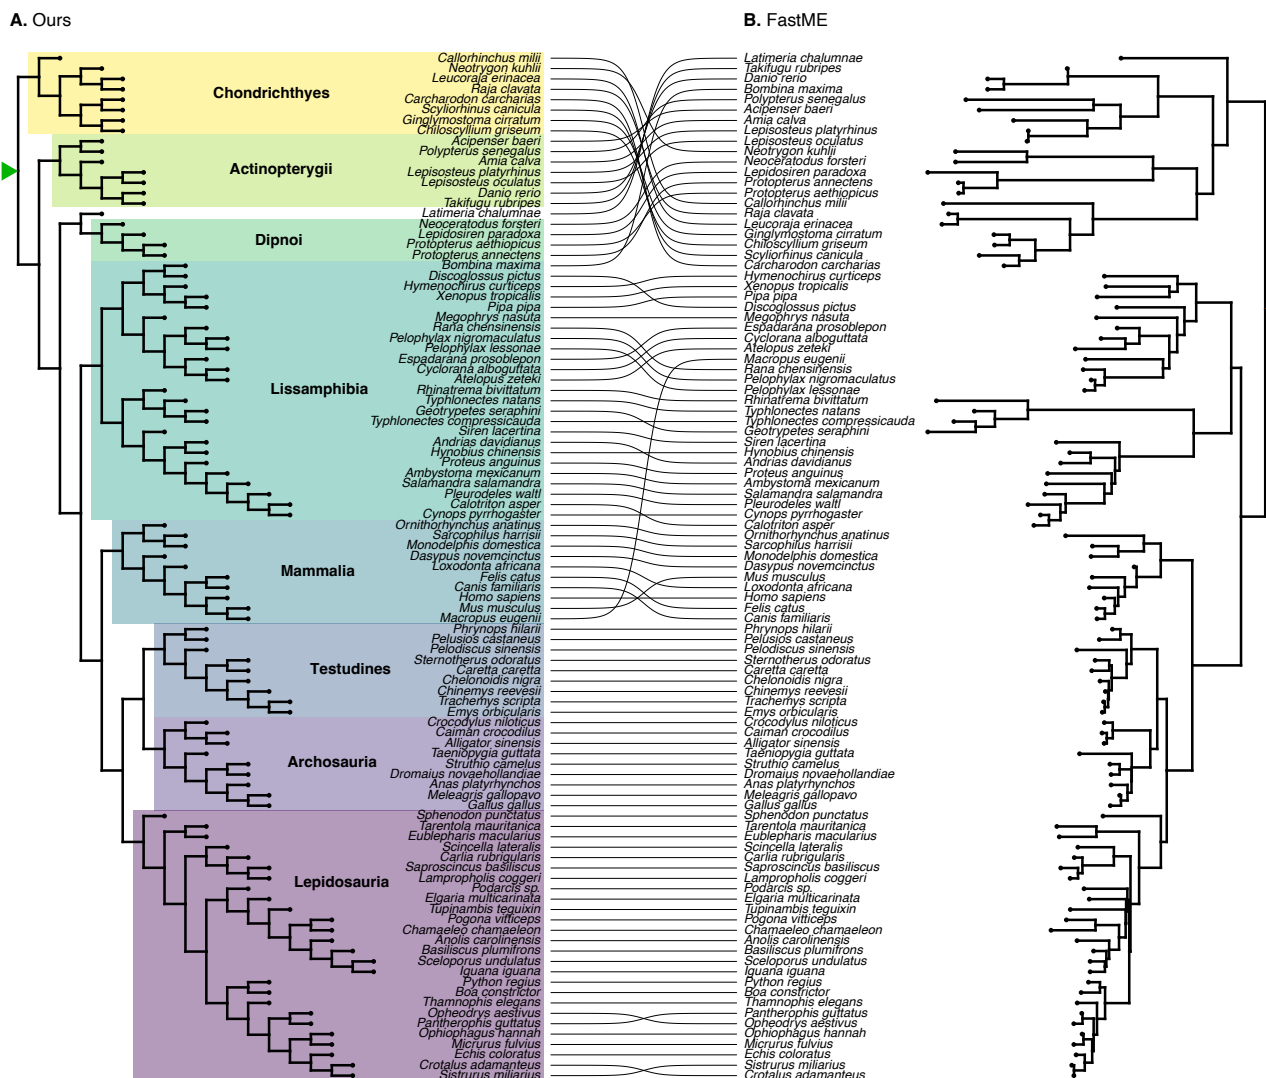 A. Ours
B. FastME
Callorhinchus milii
Neotrygon kuhlii
Leucoraja erinacea
Raja clavata
Carcharodon carcharias
Scyliorhinus canicula
Ginglymostoma cirratum
Chiloscyllium griseum
Chondrichthyes
Acipenser baeri
Polypterus senegalus
Amia calva
Lepisosteus platyrhinus
Lepisosteus oculatus
Danio rerio
Takifugu rubripes
Actinopterygii
Latimeria chalumnae
Neoceratodus forsteri
Lepidosiren paradoxa
Protopterus aethiopicus
Protopterus annectens
Dipnoi
Bombina maxima
Discoglossus pictus
Hymenochirus curticeps
Xenopus tropicalis
Pipa pipa
Megophrys nasuta
Rana chensinensis
Pelophylax nigromaculatus
Pelophylax lessonae
Espadarana prosoblepon
Cyclorana alboguttata
Atelopus zeteki
Rhinatrema bivittatum
Typhlonectes natans
Geotrypetes seraphini
Typhlonectes compressicauda
Siren lacertina
Andrias davidianus
Hynobius chinensis
Proteus anguinus
Ambystoma mexicanum
Salamandra salamandra
Pleurodeles waltl
Calotriton asper
Cynops pyrrhogaster
Lissamphibia
Ornithorhynchus anatinus
Sarcophilus harrisii
Monodelphis domestica
Dasypus novemcinctus
Loxodonta africana
Felis catus
Canis familiaris
Homo sapiens
Mus musculus
Macropus eugenii
Mammalia
Phrynops hilarii
Pelusios castaneus
Pelodiscus sinensis
Sternotherus odoratus
Caretta caretta
Chelonoidis nigra
Chinemys reevesii
Trachemys scripta
Emys orbicularis
Testudines
Crocodylus niloticus
Caiman crocodilus
Alligator sinensis
Taeniopygia guttata
Struthio camelus
Dromaius novaehollandiae
Anas platyrhynchos
Meleagris gallopavo
Gallus gallus
Archosauria
Sphenodon punctatus
Tarentola mauritanica
Eublepharis macularius
Scincella lateralis
Carlia rubrigularis
Saproscincus basiliscus
Lampropholis coggeri
Podarcis sp.
Elgaria multicarinata
Tupinambis teguixin
Pogona vitticeps
Chamaeleo chamaeleon
Anolis carolinensis
Basiliscus plumifrons
Sceloporus undulatus
Iguana iguana
Python regius
Boa constrictor
Thamnophis elegans
Opheodrys aestivus
Pantherophis guttatus
Ophiophagus hannah
Micrurus fulvius
Echis coloratus
Crotalus adamanteus
Sistrurus miliarius
Lepidosauria
Latimeria chalumnae
Takifugu rubripes
Danio rerio
Bombina maxima
Polypterus senegalus
Acipenser baeri
Amia calva
Lepisosteus platyrhinus
Lepisosteus oculatus
Neotrygon kuhlii
Neoceratodus forsteri
Lepidosiren paradoxa
Protopterus annectens
Protopterus aethiopicus
Callorhinchus milii
Raja clavata
Leucoraja erinacea
Ginglymostoma cirratum
Chiloscyllium griseum
Scyliorhinus canicula
Carcharodon carcharias
Hymenochirus curticeps
Xenopus tropicalis
Pipa pipa
Discoglossus pictus
Megophrys nasuta
Espadarana prosoblepon
Cyclorana alboguttata
Atelopus zeteki
Macropus eugenii
Rana chensinensis
Pelophylax nigromaculatus
Pelophylax lessonae
Rhinatrema bivittatum
Typhlonectes natans
Typhlonectes compressicauda
Geotrypetes seraphini
Siren lacertina
Hynobius chinensis
Andrias davidianus
Proteus anguinus
Ambystoma mexicanum
Salamandra salamandra
Pleurodeles waltl
Cynops pyrrhogaster
Calotriton asper
Ornithorhynchus anatinus
Sarcophilus harrisii
Monodelphis domestica
Dasypus novemcinctus
Mus musculus
Loxodonta africana
Homo sapiens
Felis catus
Canis familiaris
Phrynops hilarii
Pelusios castaneus
Pelodiscus sinensis
Sternotherus odoratus
Caretta caretta
Chelonoidis nigra
Chinemys reevesii
Trachemys scripta
Emys orbicularis
Crocodylus niloticus
Caiman crocodilus
Alligator sinensis
Taeniopygia guttata
Struthio camelus
Dromaius novaehollandiae
Anas platyrhynchos
Meleagris gallopavo
Gallus gallus
Sphenodon punctatus
Tarentola mauritanica
Eublepharis macularius
Scincella lateralis
Carlia rubrigularis
Saproscincus basiliscus
Lampropholis coggeri
Podarcis sp.
Elgaria multicarinata
Tupinambis teguixin
Pogona vitticeps
Chamaeleo chamaeleon
Anolis carolinensis
Basiliscus plumifrons
Sceloporus undulatus
Iguana iguana
Python regius
Boa constrictor
Thamnophis elegans
Pantherophis guttatus
Opheodrys aestivus
Ophiophagus hannah
Micrurus fulvius
Echis coloratus
Sistrurus miliarius
Crotalus adamanteus